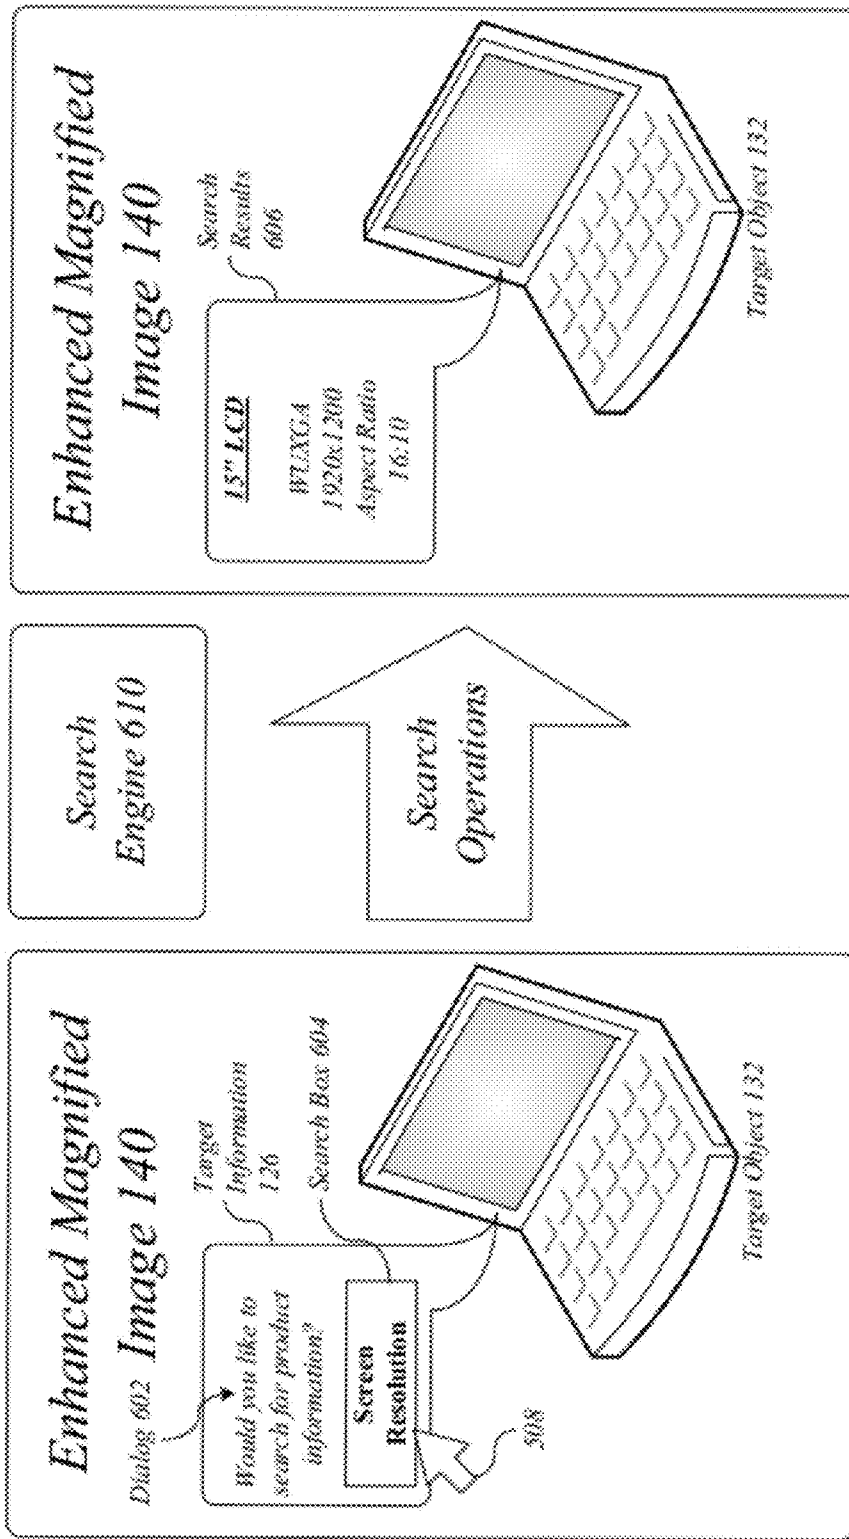 Enhanced Magnified
Image 140
Dialog 602
Would you like to
search for product
information?
Target
Information
126
Screen
Resolution
Search Box 604
508
Target Object 132
Search
Engine 610
Search
Operations
Enhanced Magnified
Image 140
15" LCD
WUXGA
1920x1200
Aspect Ratio
16:10
Search
Results
606
Target Object 132